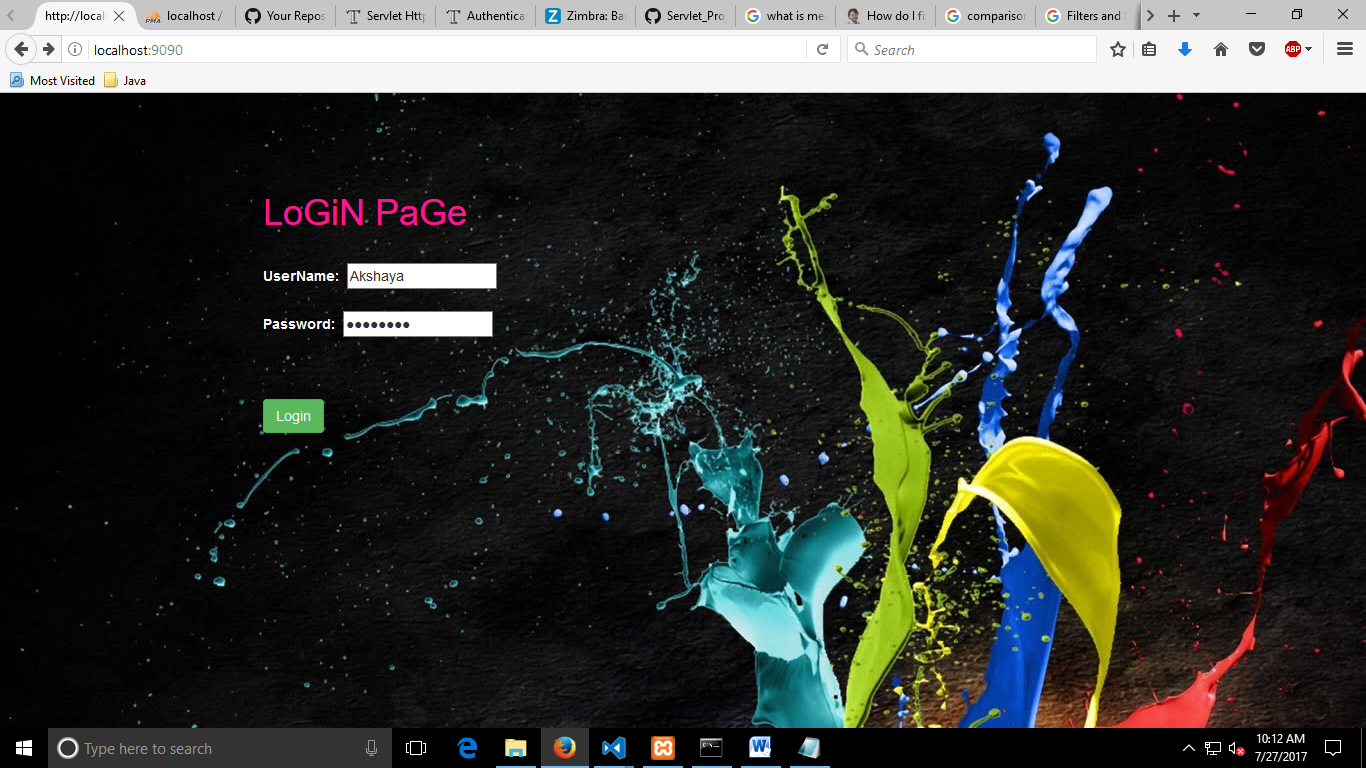 http://local
localhost /
Your Repos
Servlet Http
Authentica
Zimbra: Ba
Servlet_Pro
what is me
How do I fi
comparison
Filters and S
localhost:9090
Search
ABP
Most Visited
Java
LoGiN PaGe
UserName: Akshaya
Password: ●●●●●●●●
Login
Type here to search
10:12 AM
7/27/2017